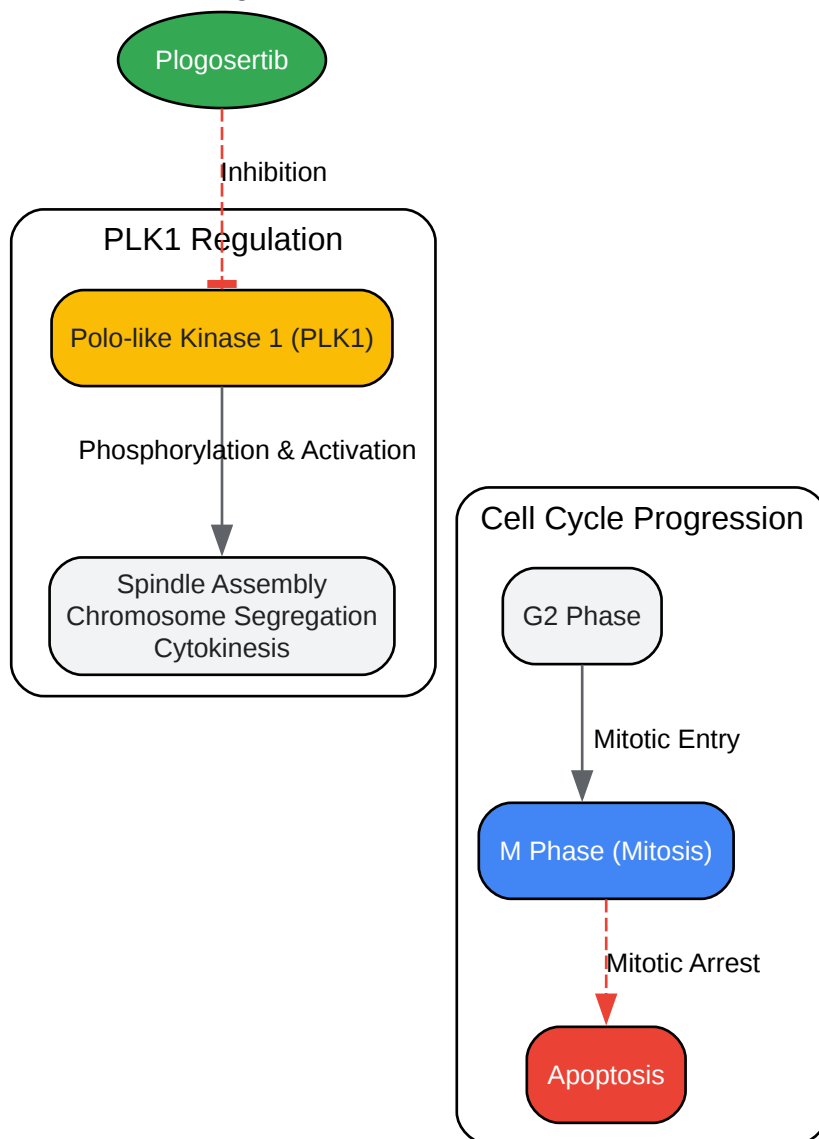 Plogosertib
Inhibition
PLK1 Regulation
Polo-like Kinase 1 (PLK1)
Phosphorylation & Activation
Spindle Assembly
Chromosome Segregation
Cytokinesis
Cell Cycle Progression
G2 Phase
Mitotic Entry
M Phase (Mitosis)
Mitotic Arrest
Apoptosis